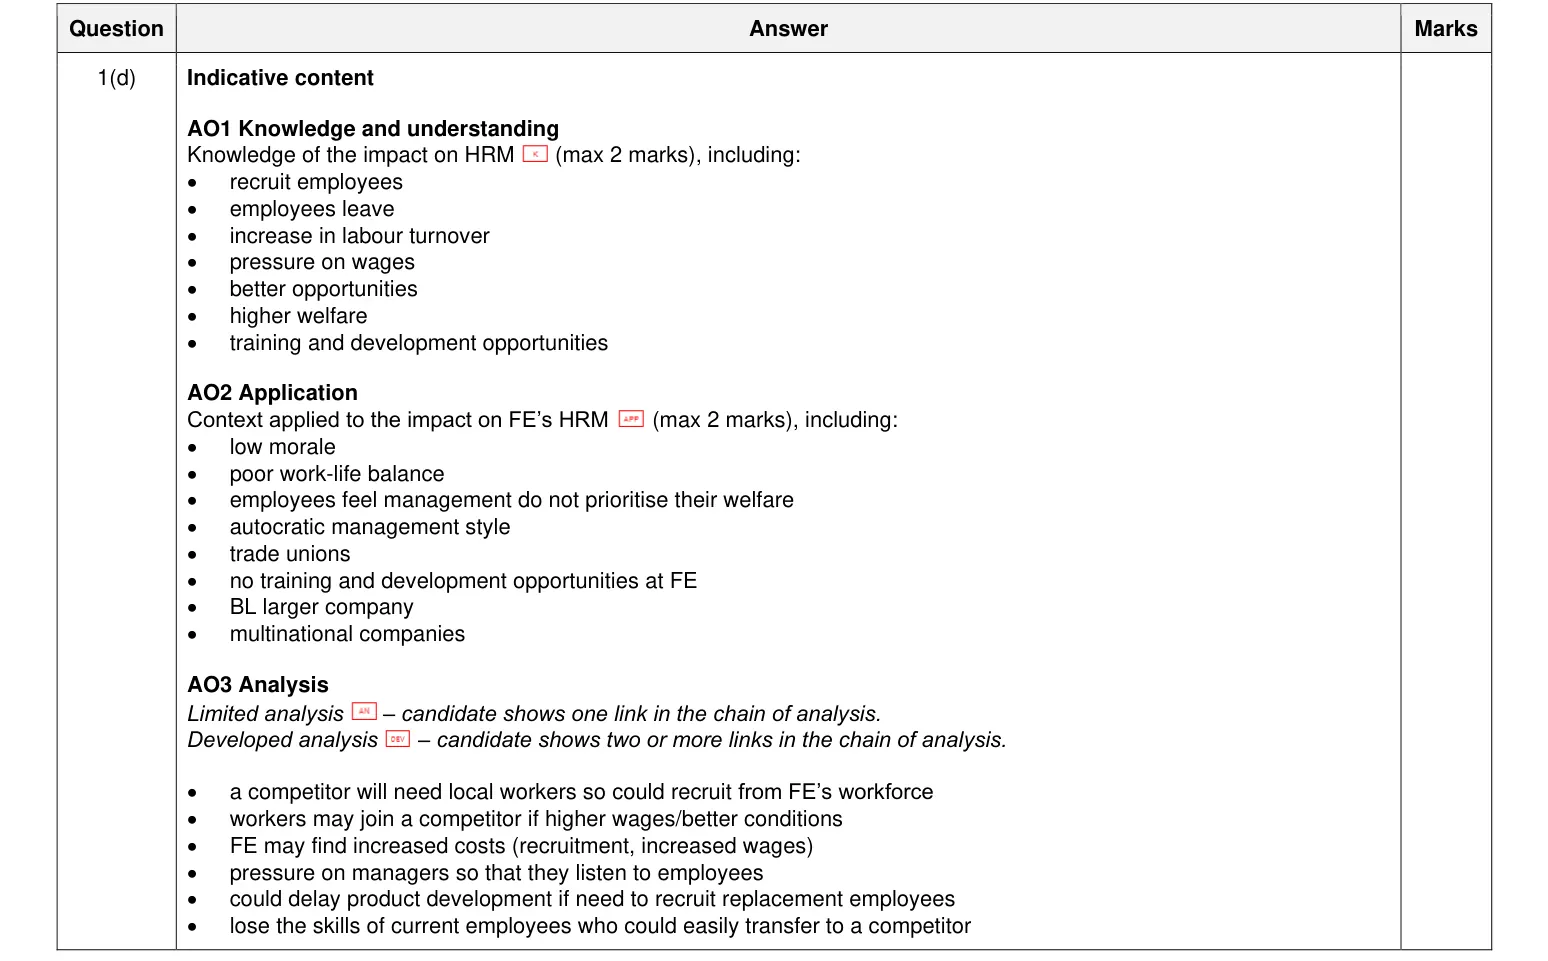 Question Answer Marks
1(d) Indicative content
AO1 Knowledge and understanding
Knowledge of the impact on HRM K (max 2 marks), including:
• recruit employees
• employees leave
• increase in labour turnover
• pressure on wages
• better opportunities
• higher welfare
• training and development opportunities
AO2 Application
Context applied to the impact on FE's HRM APP (max 2 marks), including:
• low morale
• poor work-life balance
• employees feel management do not prioritise their welfare
• autocratic management style
• trade unions
• no training and development opportunities at FE
• BL larger company
• multinational companies
AO3 Analysis
Limited analysis AN – candidate shows one link in the chain of analysis.
Developed analysis DEV – candidate shows two or more links in the chain of analysis.
• a competitor will need local workers so could recruit from FE's workforce
• workers may join a competitor if higher wages/better conditions
• FE may find increased costs (recruitment, increased wages)
• pressure on managers so that they listen to employees
• could delay product development if need to recruit replacement employees
• lose the skills of current employees who could easily transfer to a competitor